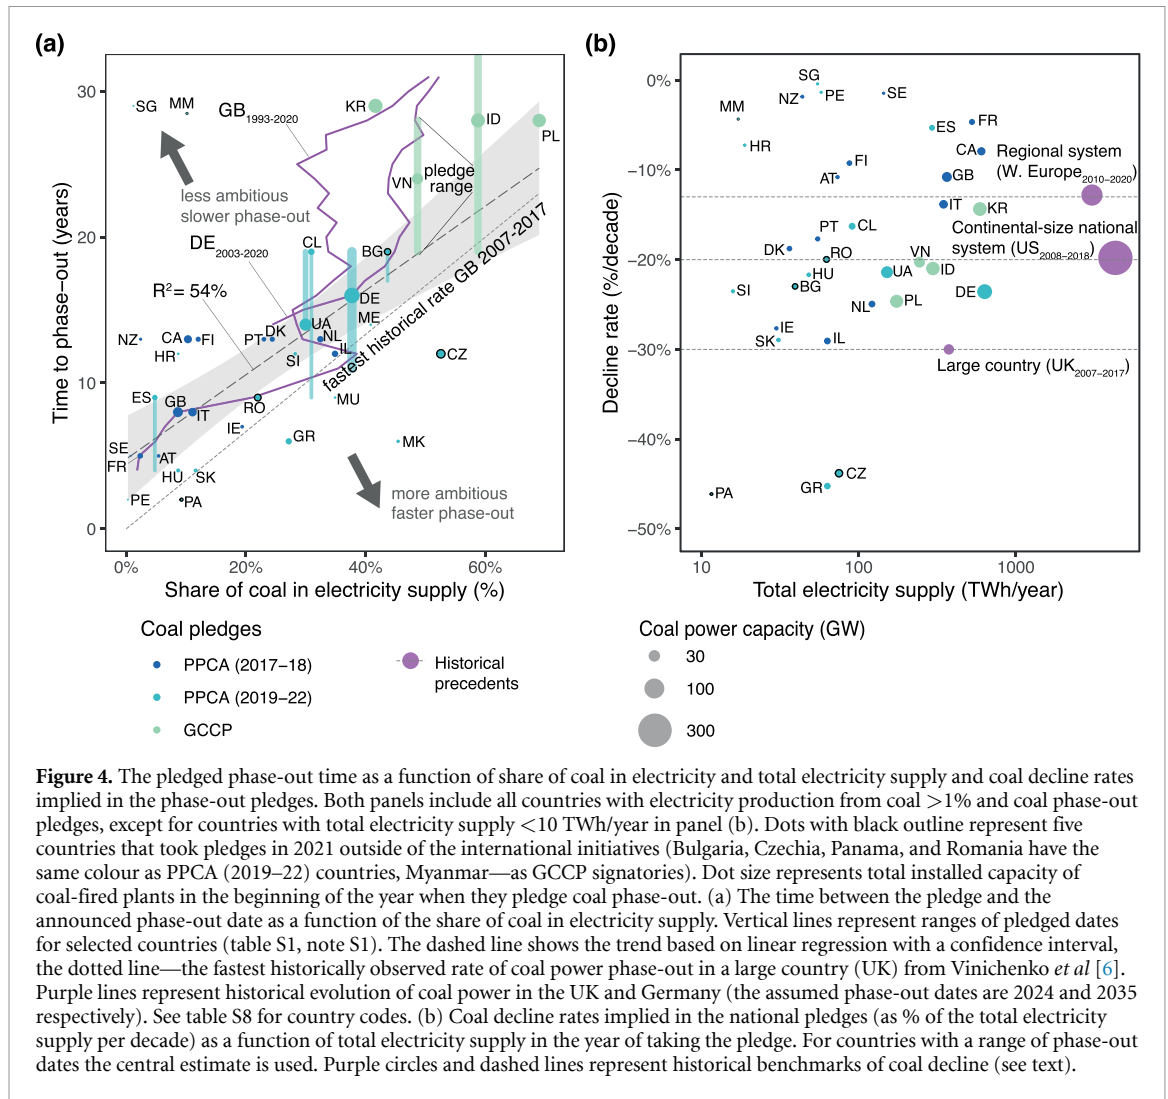 (a)
(b)
30
20
10
0
Time to phase−out (years)
0%
20%
40%
60%
Share of coal in electricity supply (%)
SG
MM
GB1993-2020
KR
ID
PL
less ambitious
slower phase-out
VN
pledge
range
DE2003-2020
CL
BG
R²= 54%
DE
ME
fastest historical rate GB 2007-2017
NZ
CA
FI
PT
DK
UA
NL
HR
SI
IL
CZ
ES
GB
IT
RO
MU
IE
GR
MK
SE
FR
AT
HU
SK
PE
PA
more ambitious
faster phase-out
0%
−10%
−20%
−30%
−40%
−50%
Decline rate (%/decade)
10
100
1000
Total electricity supply (TWh/year)
SG
NZ
PE
SE
MM
HR
ES
FR
CA
FI
AT
GB
Regional system
(W. Europe2010−2020)
IT
KR
Continental-size national
system (US2008−2018)
PT
CL
DK
RO
VN
HU
UA
ID
SI
BG
DE
NL
PL
IE
SK
IL
Large country (UK2007−2017)
CZ
GR
PA
Coal pledges
PPCA (2017−18)
PPCA (2019−22)
GCCP
Historical
precedents
Coal power capacity (GW)
30
100
300
Figure 4. The pledged phase-out time as a function of share of coal in electricity and total electricity supply and coal decline rates
implied in the phase-out pledges. Both panels include all countries with electricity production from coal >1% and coal phase-out
pledges, except for countries with total electricity supply <10 TWh/year in panel (b). Dots with black outline represent five
countries that took pledges in 2021 outside of the international initiatives (Bulgaria, Czechia, Panama, and Romania have the
same colour as PPCA (2019–22) countries, Myanmar—as GCCP signatories). Dot size represents total installed capacity of
coal-fired plants in the beginning of the year when they pledge coal phase-out. (a) The time between the pledge and the
announced phase-out date as a function of the share of coal in electricity supply. Vertical lines represent ranges of pledged dates
for selected countries (table S1, note S1). The dashed line shows the trend based on linear regression with a confidence interval,
the dotted line—the fastest historically observed rate of coal power phase-out in a large country (UK) from Vinichenko et al [6].
Purple lines represent historical evolution of coal power in the UK and Germany (the assumed phase-out dates are 2024 and 2035
respectively). See table S8 for country codes. (b) Coal decline rates implied in the national pledges (as % of the total electricity
supply per decade) as a function of total electricity supply in the year of taking the pledge. For countries with a range of phase-out
dates the central estimate is used. Purple circles and dashed lines represent historical benchmarks of coal decline (see text).